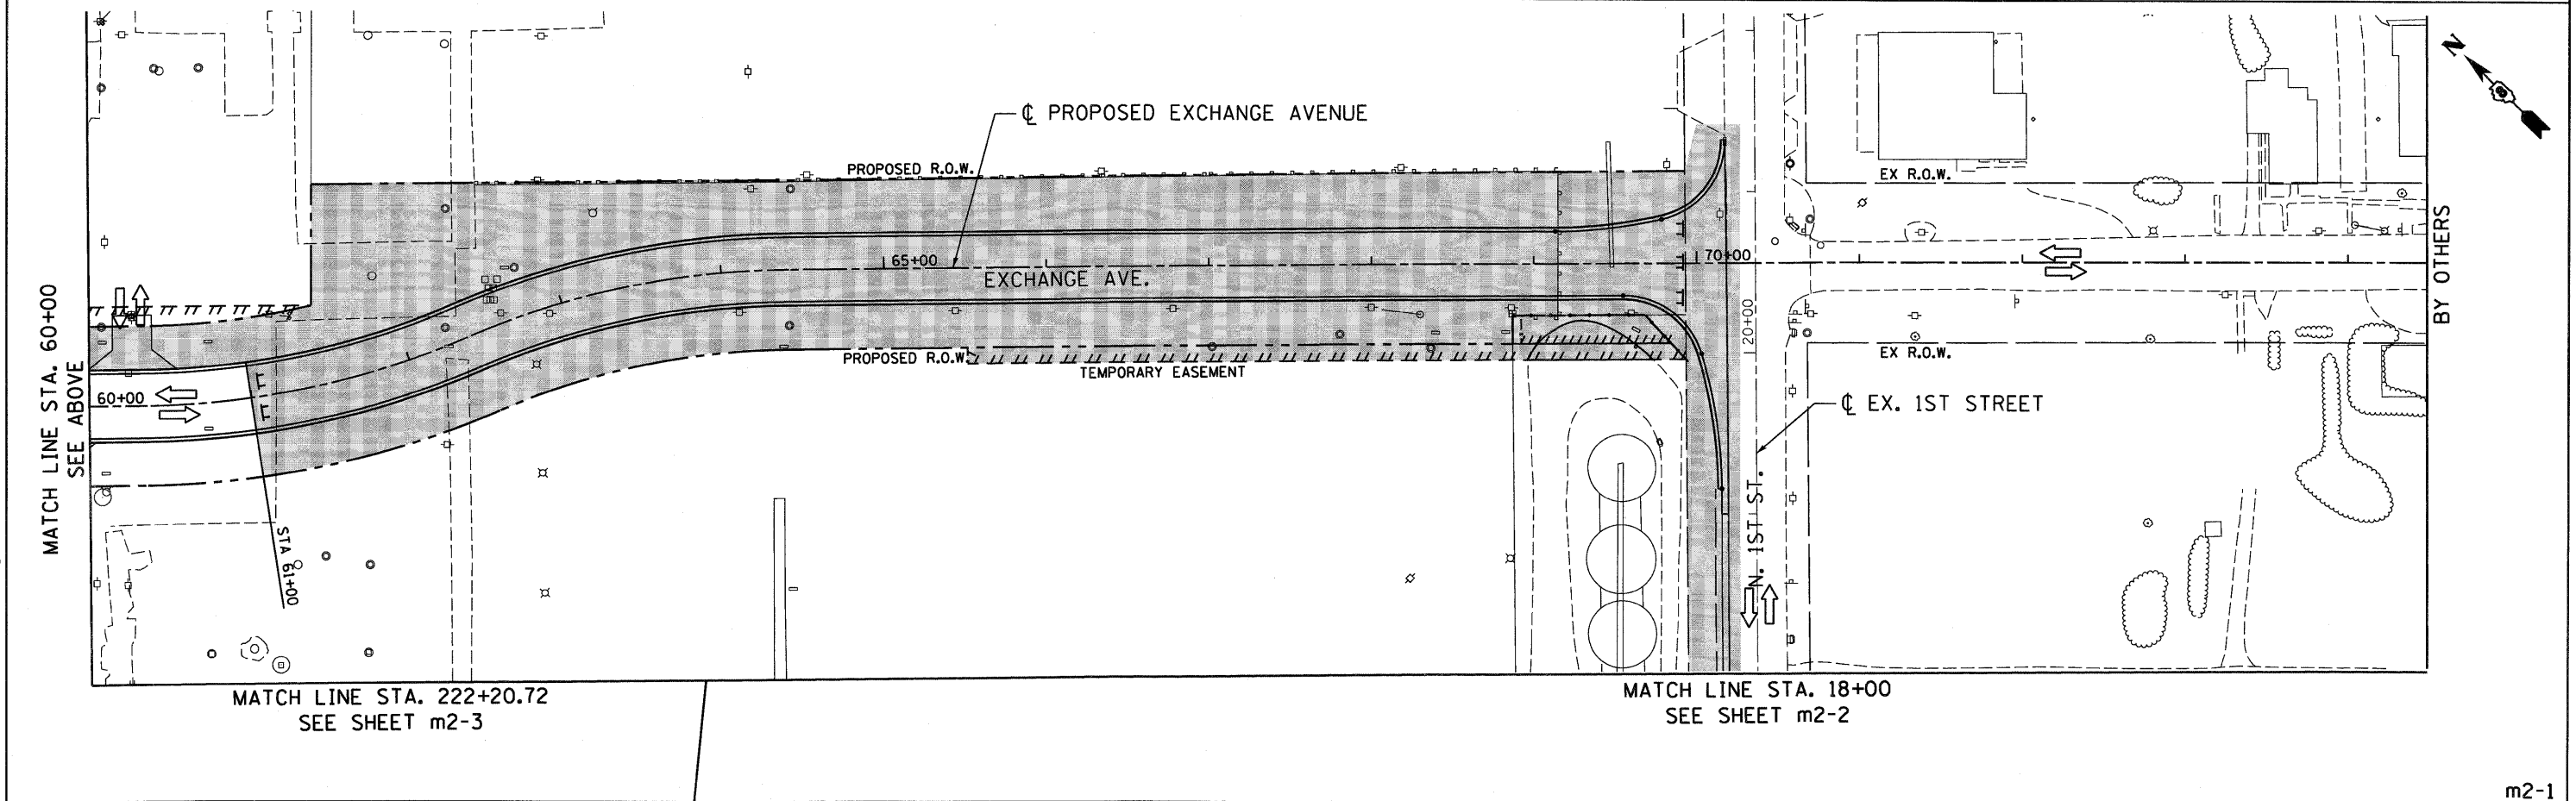 N
℄ PROPOSED EXCHANGE AVENUE
PROPOSED R.O.W.
EX R.O.W.
65+00
70+00
EXCHANGE AVE.
BY OTHERS
MATCH LINE STA. 60+00
SEE ABOVE
20+00
PROPOSED R.O.W.
TEMPORARY EASEMENT
EX R.O.W.
60+00
℄ EX. 1ST STREET
N. 1ST ST.
STA 61+00
MATCH LINE STA. 222+20.72
SEE SHEET m2-3
MATCH LINE STA. 18+00
SEE SHEET m2-2
m2-1